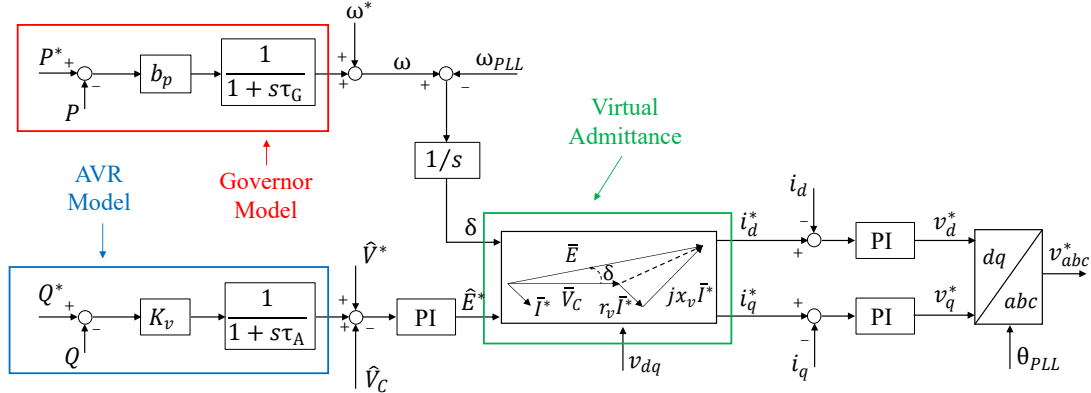 ω*
P*
+
−
P
b_p
1
1 + sτ_G
+
+
ω
+
−
ω_PLL
Virtual
Admittance
1/s
AVR
Model
Governor
Model
δ
E̅
δ
I̅*
V̅_C
r_v I̅*
jx_v I̅*
v_dq
i_d
−
+
i_d*
PI
v_d*
dq
abc
v_abc*
θ_PLL
Q*
+
−
Q
K_v
1
1 + sτ_A
V̂*
+
+
−
V̂_C
PI
Ê*
i_q*
+
−
i_q
PI
v_q*